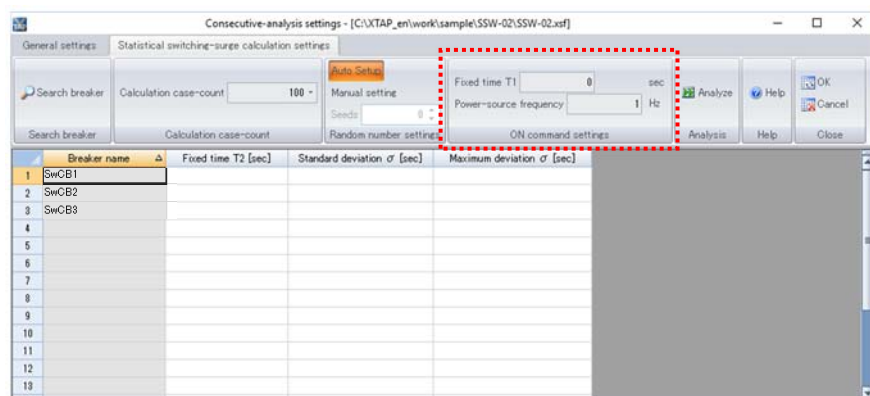 Consecutive-analysis settings - [C:\XTAP_en\work\sample\SSW-02\SSW-02.xsf]
General settings Statistical switching-surge calculation settings
Search breaker
Search breaker
Calculation case-count 100
Calculation case-count
Auto Setup
Manual setting
Seeds 0
Random number settings
Fixed time T1 0 sec
Power-source frequency 1 Hz
ON command settings
Analyze
Analysis
Help
Help
OK
Cancel
Close
Breaker name Fixed time T2 [sec] Standard deviation σ [sec] Maximum deviation σ [sec]
1 SwCB1
2 SwCB2
3 SwCB3
4
5
6
7
8
9
10
11
12
13